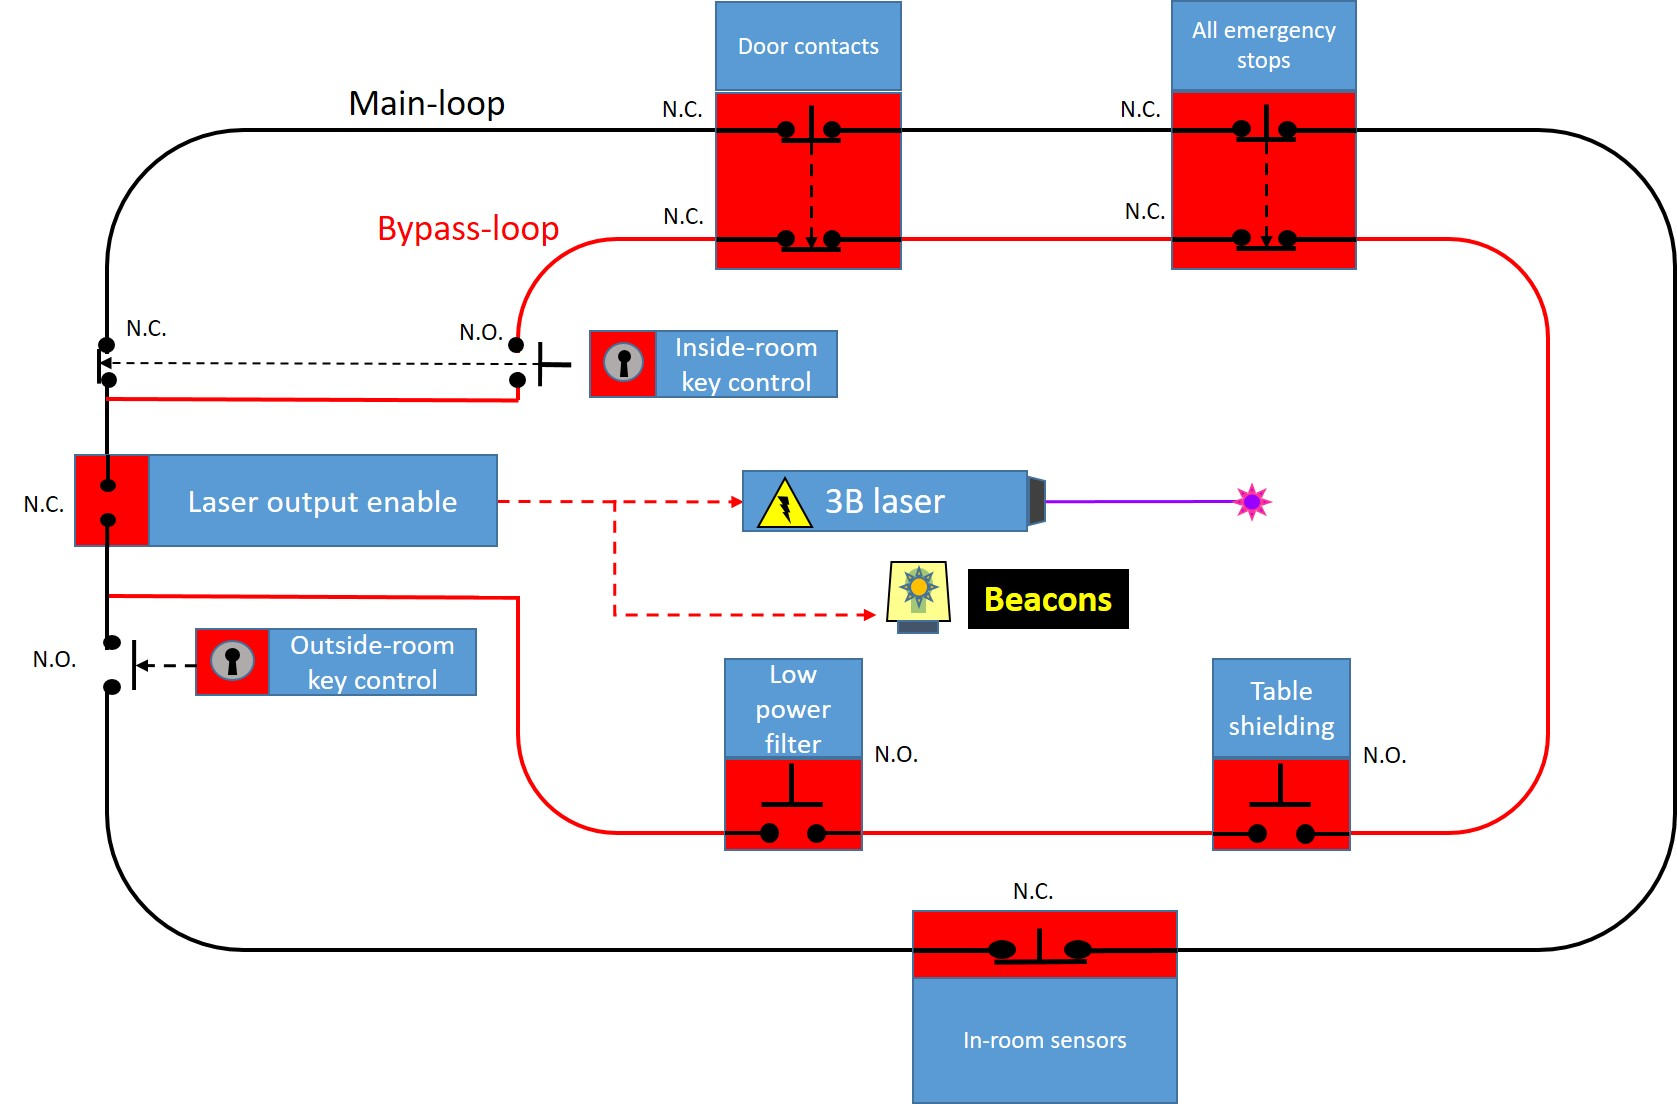 Door contacts
All emergency
stops
Main-loop
N.C.
N.C.
Bypass-loop
N.C.
N.C.
N.C.
N.O.
Inside-room
key control
N.C.
Laser output enable
3B laser
Beacons
N.O.
Outside-room
key control
Low
power
filter
N.O.
Table
shielding
N.O.
N.C.
In-room sensors